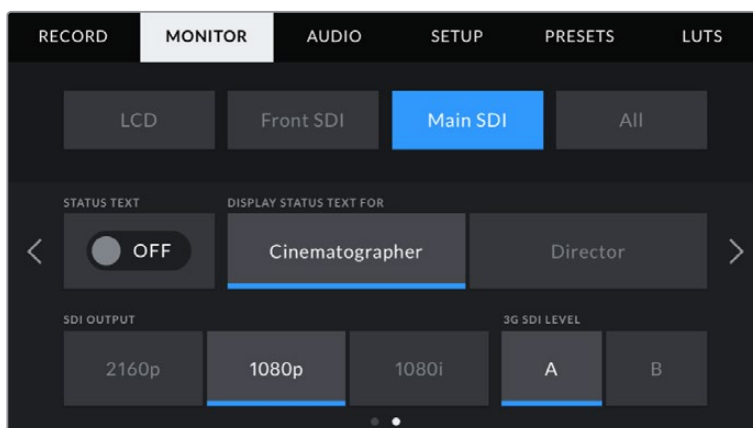 RECORD MONITOR AUDIO SETUP PRESETS LUTS
LCD Front SDI Main SDI All
STATUS TEXT DISPLAY STATUS TEXT FOR
OFF Cinematographer Director
SDI OUTPUT 3G SDI LEVEL
2160p 1080p 1080i A B